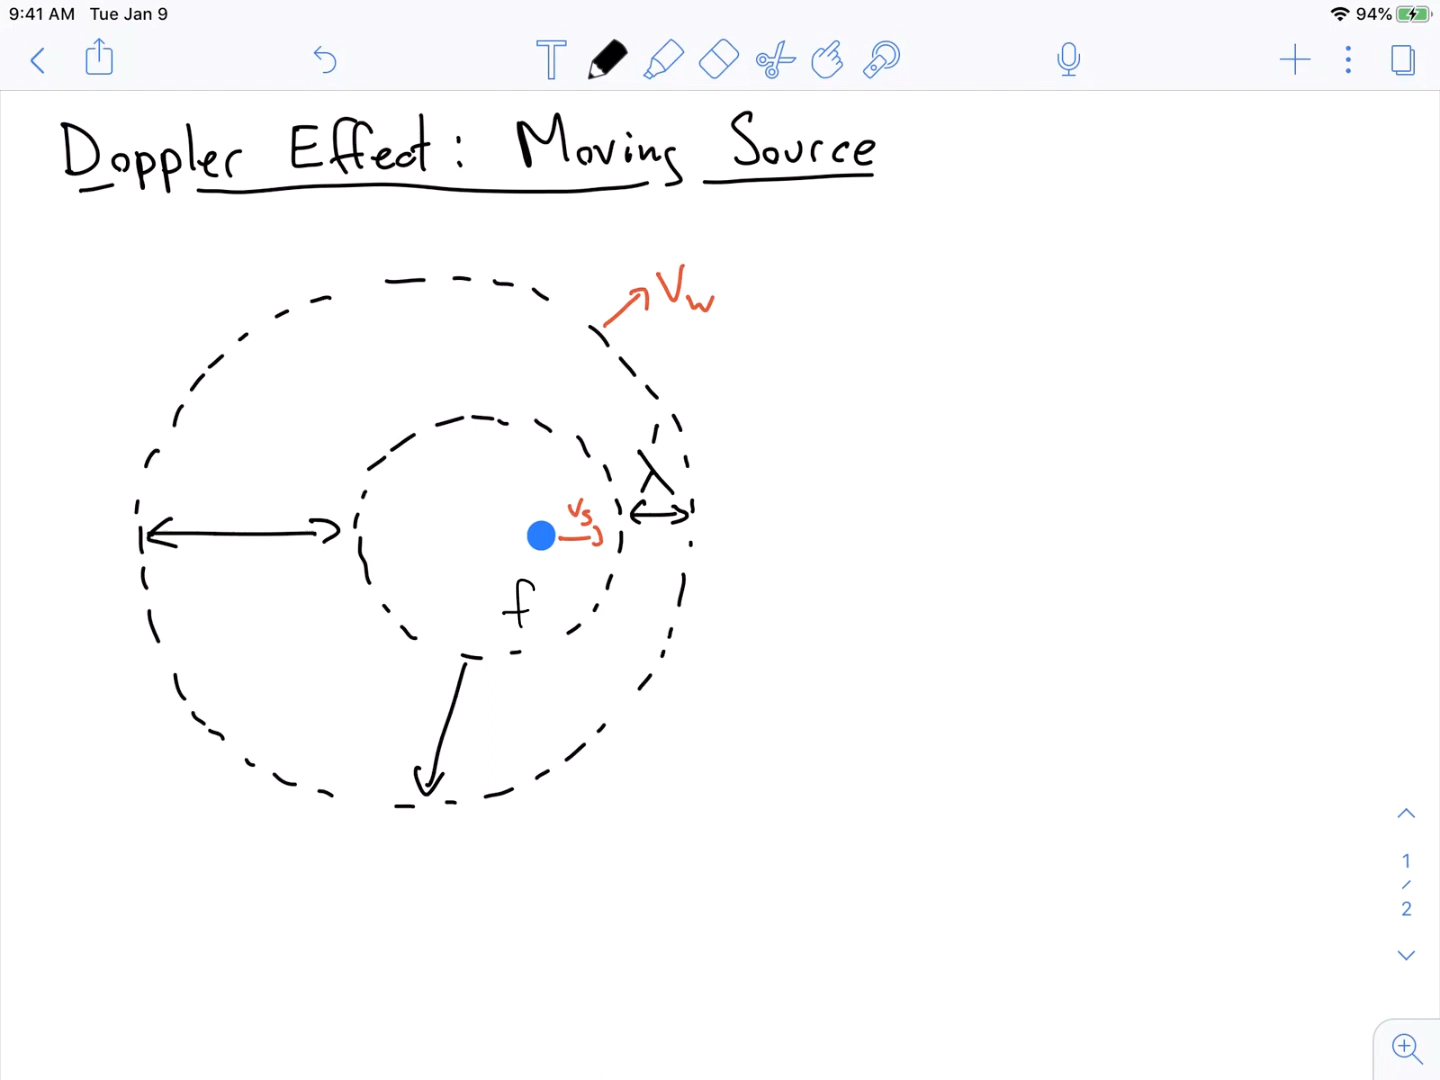 9:41 AM Tue Jan 9
94%
T
Doppler Effect: Moving Source
Vw
λ'
Vs
f
1
/
2